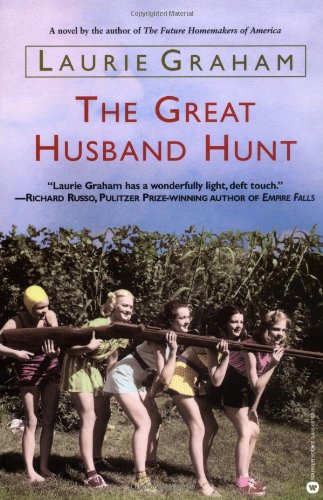 A novel by the author of The Future Homemakers of America
LAURIE GRAHAM
THE GREAT
HUSBAND HUNT
“Laurie Graham has a wonderfully light, deft touch.”
—RICHARD RUSSO, PULITZER PRIZE-WINNING AUTHOR OF EMPIRE FALLS